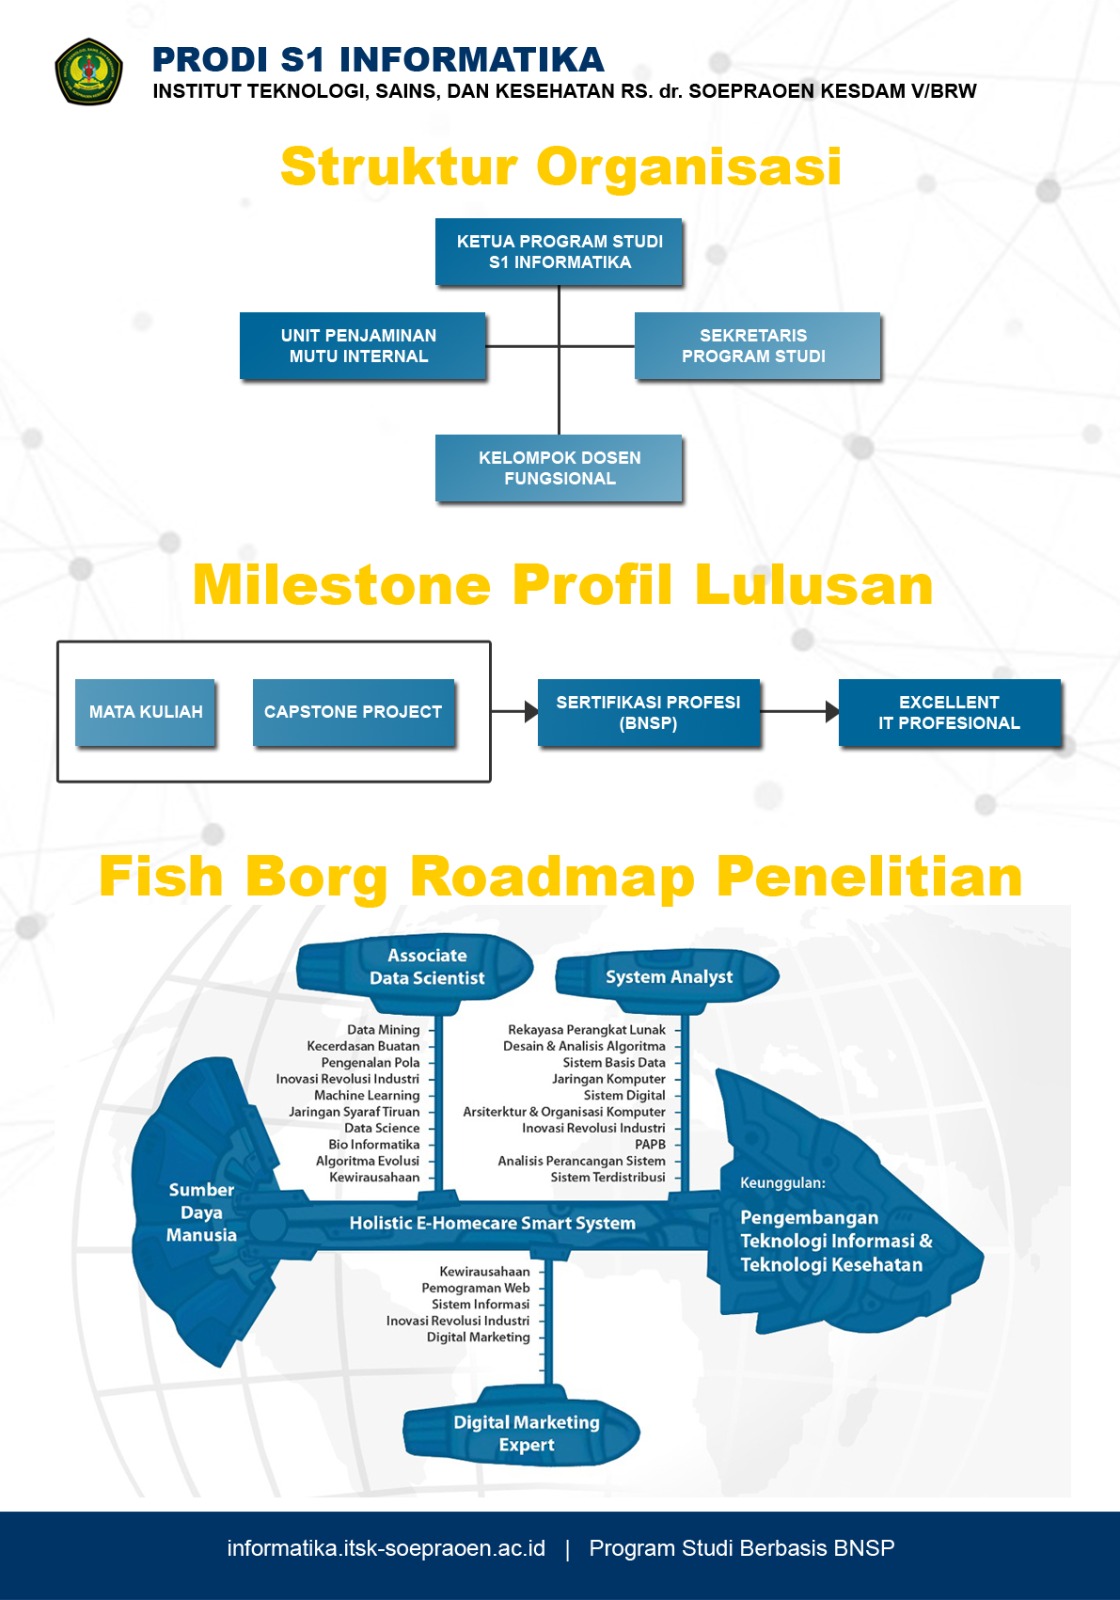 PRODI S1 INFORMATIKA
INSTITUT TEKNOLOGI, SAINS, DAN KESEHATAN RS. dr. SOEPRAOEN KESDAM V/BRW
Struktur Organisasi
KETUA PROGRAM STUDI
S1 INFORMATIKA
UNIT PENJAMINAN
MUTU INTERNAL
SEKRETARIS
PROGRAM STUDI
KELOMPOK DOSEN
FUNGSIONAL
Milestone Profil Lulusan
MATA KULIAH
CAPSTONE PROJECT
SERTIFIKASI PROFESI
(BNSP)
EXCELLENT
IT PROFESIONAL
Fish Borg Roadmap Penelitian
Associate
Data Scientist
System Analyst
Data Mining
Kecerdasan Buatan
Pengenalan Pola
Inovasi Revolusi Industri
Machine Learning
Jaringan Syaraf Tiruan
Data Science
Bio Informatika
Algoritma Evolusi
Kewirausahaan
Rekayasa Perangkat Lunak
Desain & Analisis Algoritma
Sistem Basis Data
Jaringan Komputer
Sistem Digital
Arsiterktur & Organisasi Komputer
Inovasi Revolusi Industri
PAPB
Analisis Perancangan Sistem
Sistem Terdistribusi
Sumber
Daya
Manusia
Holistic E-Homecare Smart System
Keunggulan:
Pengembangan
Teknologi Informasi &
Teknologi Kesehatan
Kewirausahaan
Pemograman Web
Sistem Informasi
Inovasi Revolusi Industri
Digital Marketing
Digital Marketing
Expert
informatika.itsk-soepraoen.ac.id | Program Studi Berbasis BNSP